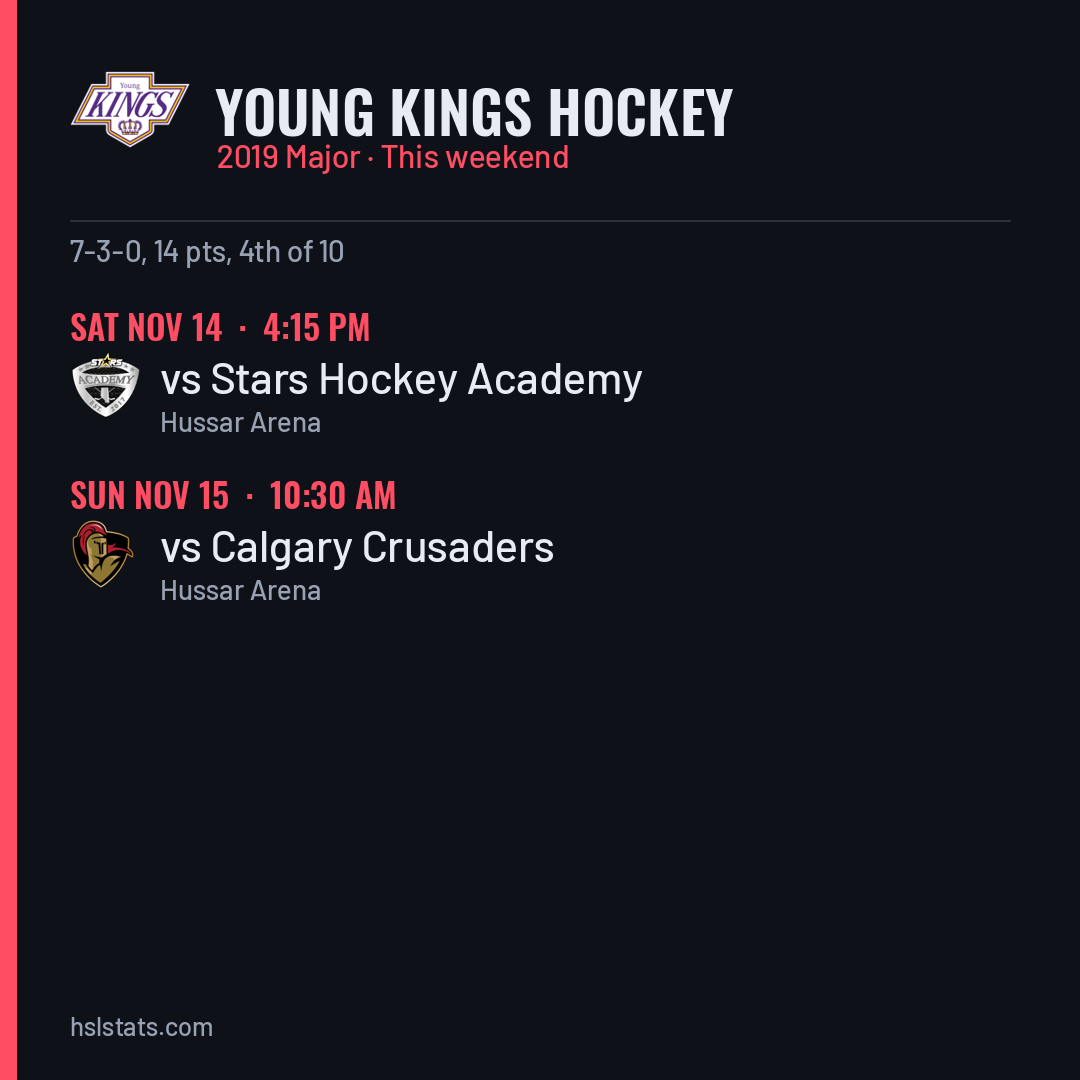 Young
KINGS
YOUNG KINGS HOCKEY
2019 Major · This weekend
7-3-0, 14 pts, 4th of 10
SAT NOV 14 · 4:15 PM
STARS
ACADEMY
EST. 2017
vs Stars Hockey Academy
Hussar Arena
SUN NOV 15 · 10:30 AM
vs Calgary Crusaders
Hussar Arena
hslstats.com